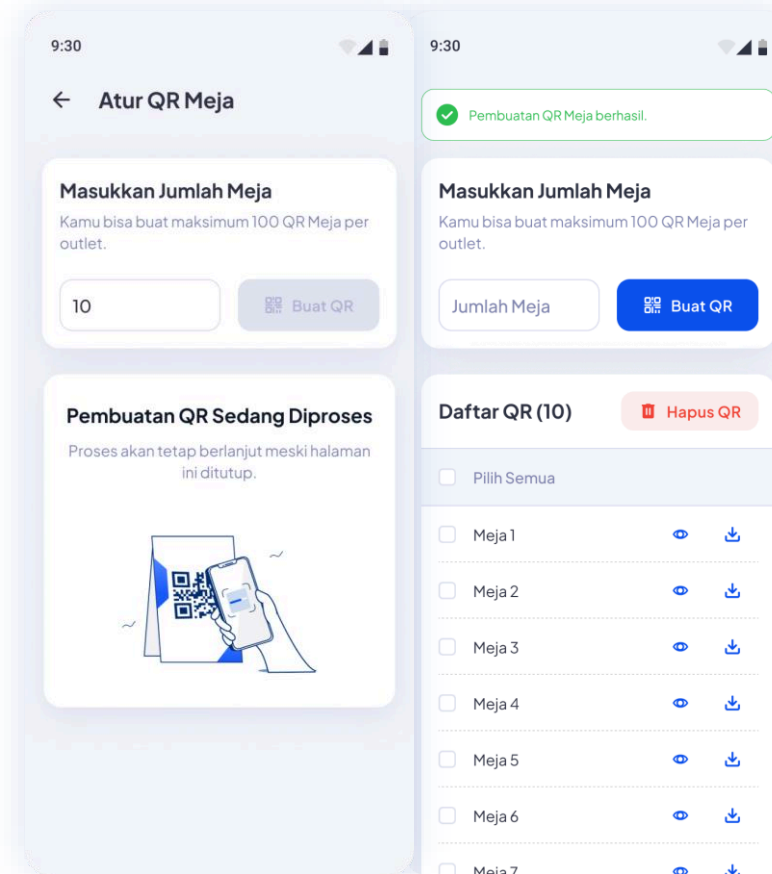 9:30
Atur QR Meja
Masukkan Jumlah Meja
Kamu bisa buat maksimum 100 QR Meja per
outlet.
10
Buat QR
Pembuatan QR Sedang Diproses
Proses akan tetap berlanjut meski halaman
ini ditutup.
9:30
Pembuatan QR Meja berhasil.
Masukkan Jumlah Meja
Kamu bisa buat maksimum 100 QR Meja per
outlet.
Jumlah Meja
Buat QR
Daftar QR (10)
Hapus QR
Pilih Semua
Meja 1
Meja 2
Meja 3
Meja 4
Meja 5
Meja 6
Meja 7